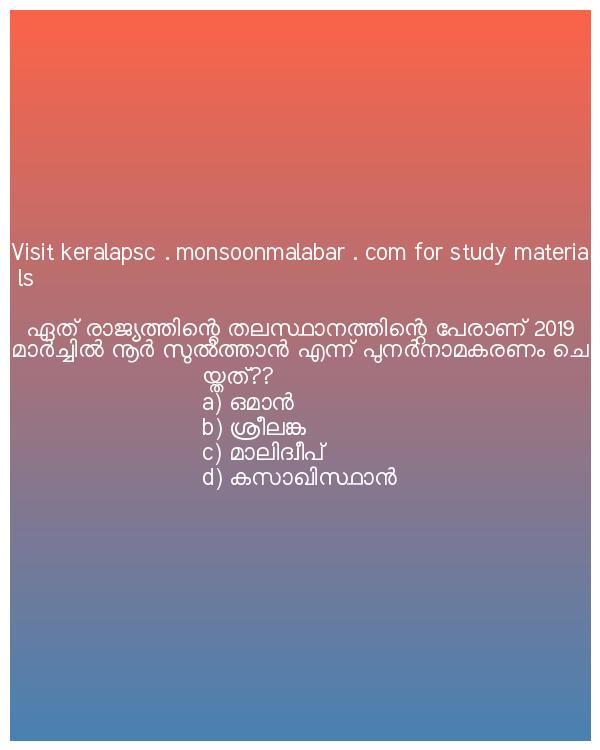 Visit keralapsc . monsoonmalabar . com for study materia
ls
ഏത് രാജ്യത്തിന്റെ തലസ്ഥാനത്തിന്റെ പേരാണ് 2019
മാർച്ചിൽ നൂർ സുൽത്താൻ എന്ന് പുനർനാമകരണം ചെ
യ്തത്??
a) ഒമാൻ
b) ശ്രീലങ്ക
c) മാലിദ്വീപ്
d) കസാഖിസ്ഥാൻ